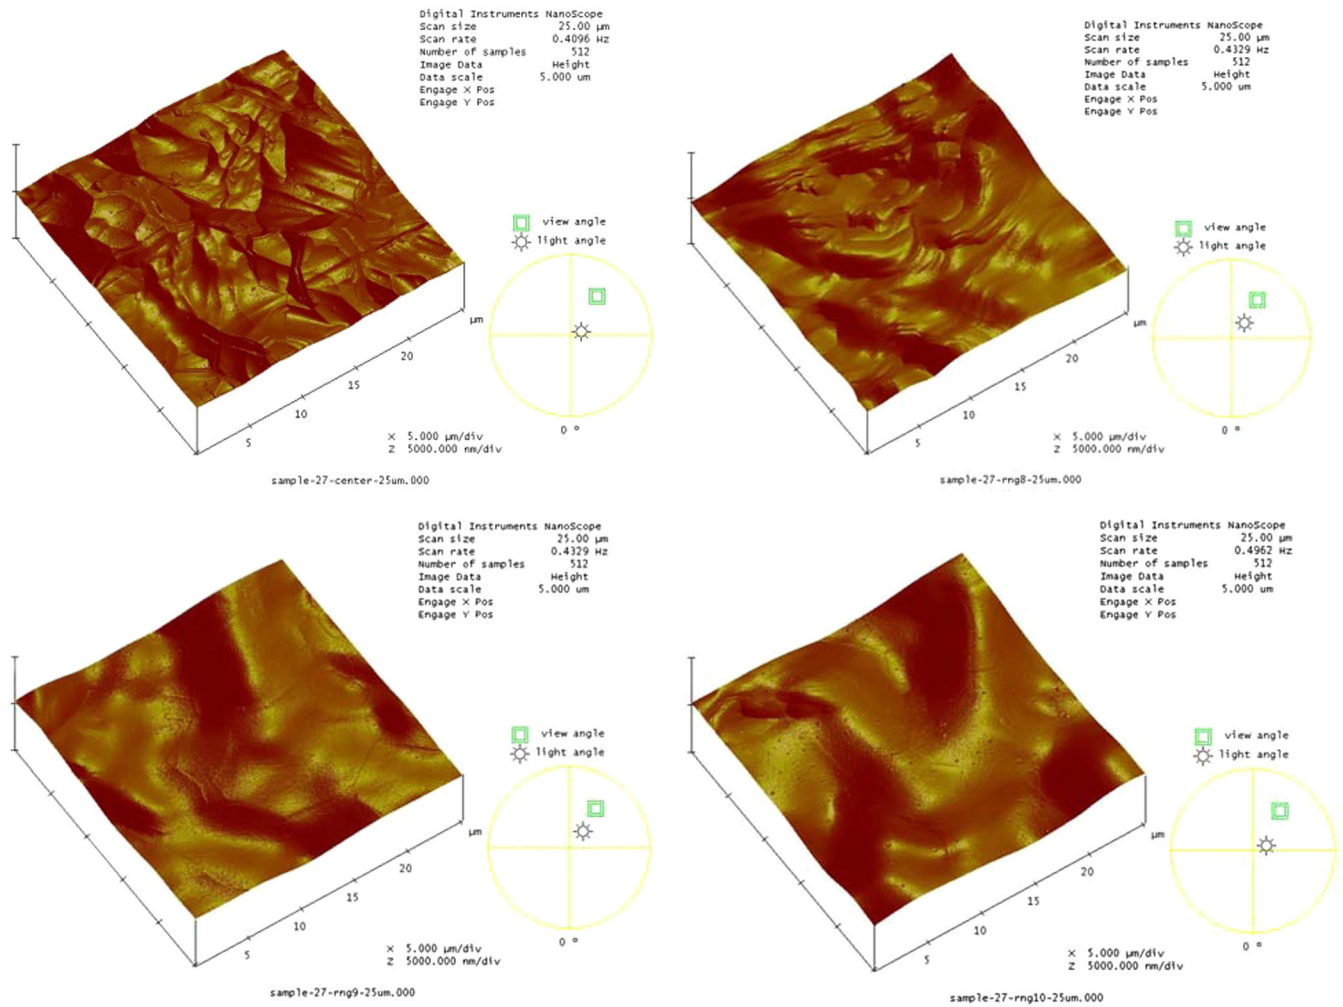 Digital Instruments NanoScope
Scan size 25.00 µm
Scan rate 0.4096 Hz
Number of samples 512
Image Data Height
Data scale 5.000 um
Engage X Pos
Engage Y Pos
view angle
light angle
µm
20
15
10
5
X 5.000 µm/div
Z 5000.000 nm/div
0 °
sample-27-center-25um.000
Digital Instruments NanoScope
Scan size 25.00 µm
Scan rate 0.4329 Hz
Number of samples 512
Image Data Height
Data scale 5.000 um
Engage X Pos
Engage Y Pos
view angle
light angle
µm
20
15
10
5
X 5.000 µm/div
Z 5000.000 nm/div
0 °
sample-27-rng8-25um.000
Digital Instruments NanoScope
Scan size 25.00 µm
Scan rate 0.4329 Hz
Number of samples 512
Image Data Height
Data scale 5.000 um
Engage X Pos
Engage Y Pos
view angle
light angle
µm
20
15
10
5
X 5.000 µm/div
Z 5000.000 nm/div
0 °
sample-27-rng9-25um.000
Digital Instruments NanoScope
Scan size 25.00 µm
Scan rate 0.4962 Hz
Number of samples 512
Image Data Height
Data scale 5.000 um
Engage X Pos
Engage Y Pos
view angle
light angle
µm
20
15
10
5
X 5.000 µm/div
Z 5000.000 nm/div
0 °
sample-27-rng10-25um.000